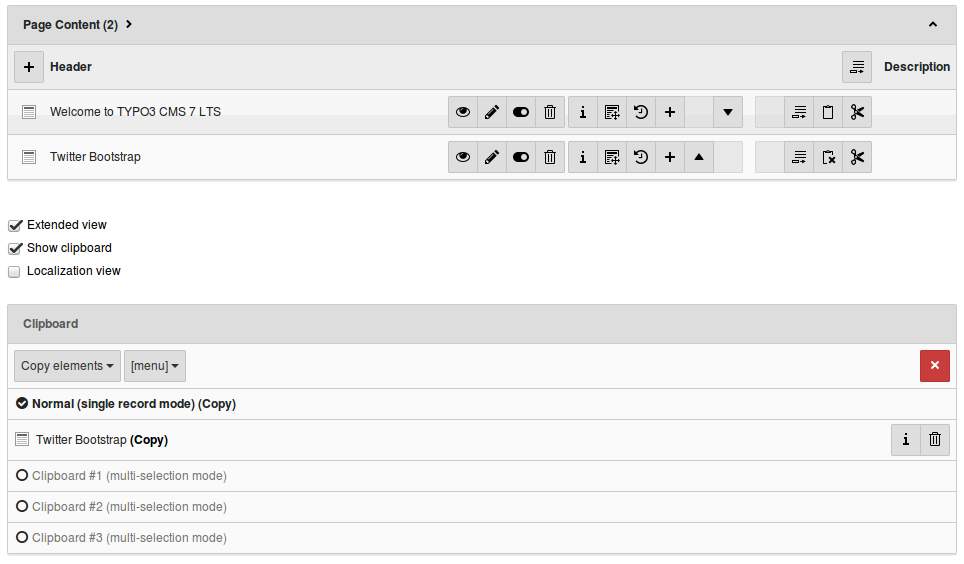 Page Content (2)
Header
Description
Welcome to TYPO3 CMS 7 LTS
Twitter Bootstrap
Extended view
Show clipboard
Localization view
Clipboard
Copy elements [menu]
Normal (single record mode) (Copy)
Twitter Bootstrap (Copy)
Clipboard #1 (multi-selection mode)
Clipboard #2 (multi-selection mode)
Clipboard #3 (multi-selection mode)